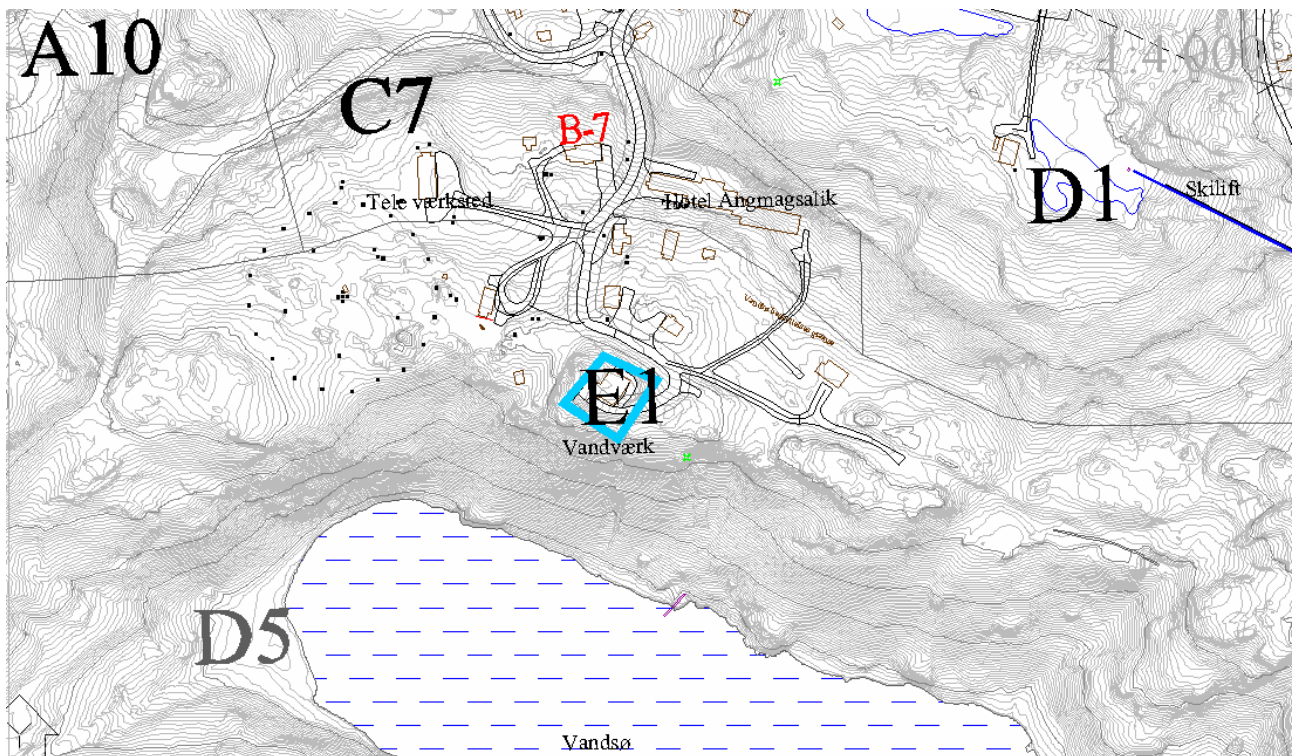 A10
1:4.000
C7
B-7
Tele værksted
Hotel Angmagsalik
D1
Skilift
E1
Vandværk
D5
Vandsø